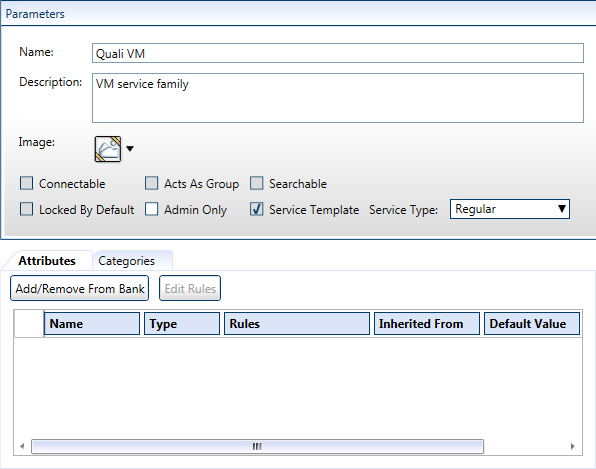 Parameters
Name: Quali VM
Description: VM service family
Image:
Connectable Acts As Group Searchable
Locked By Default Admin Only Service Template Service Type: Regular
Attributes Categories
Add/Remove From Bank Edit Rules
Name Type Rules Inherited From Default Value